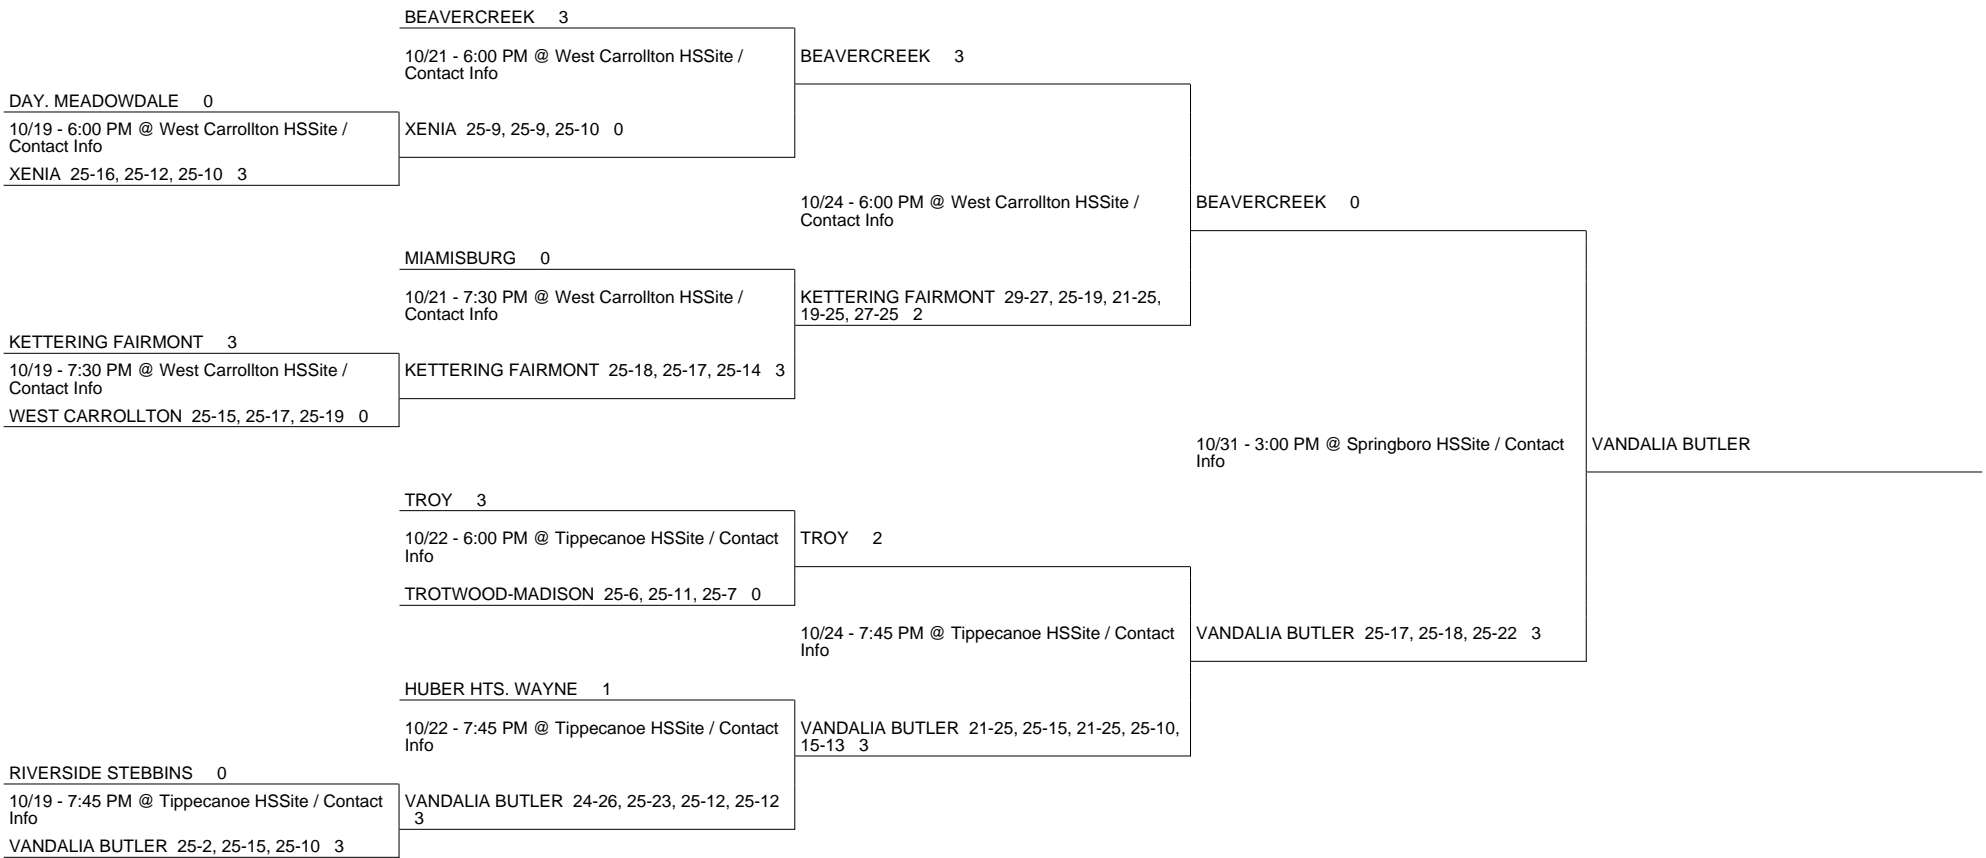 BEAVERCREEK 3
10/21 - 6:00 PM @ West Carrollton HSSite /
Contact Info
BEAVERCREEK 3
DAY. MEADOWDALE 0
10/19 - 6:00 PM @ West Carrollton HSSite /
Contact Info
XENIA 25-9, 25-9, 25-10 0
XENIA 25-16, 25-12, 25-10 3
10/24 - 6:00 PM @ West Carrollton HSSite /
Contact Info
BEAVERCREEK 0
MIAMISBURG 0
10/21 - 7:30 PM @ West Carrollton HSSite /
Contact Info
KETTERING FAIRMONT 29-27, 25-19, 21-25,
19-25, 27-25 2
KETTERING FAIRMONT 3
10/19 - 7:30 PM @ West Carrollton HSSite /
Contact Info
KETTERING FAIRMONT 25-18, 25-17, 25-14 3
WEST CARROLLTON 25-15, 25-17, 25-19 0
10/31 - 3:00 PM @ Springboro HSSite / Contact
Info
VANDALIA BUTLER
TROY 3
10/22 - 6:00 PM @ Tippecanoe HSSite / Contact
Info
TROY 2
TROTWOOD-MADISON 25-6, 25-11, 25-7 0
10/24 - 7:45 PM @ Tippecanoe HSSite / Contact
Info
VANDALIA BUTLER 25-17, 25-18, 25-22 3
HUBER HTS. WAYNE 1
10/22 - 7:45 PM @ Tippecanoe HSSite / Contact
Info
VANDALIA BUTLER 21-25, 25-15, 21-25, 25-10,
15-13 3
RIVERSIDE STEBBINS 0
10/19 - 7:45 PM @ Tippecanoe HSSite / Contact
Info
VANDALIA BUTLER 24-26, 25-23, 25-12, 25-12
3
VANDALIA BUTLER 25-2, 25-15, 25-10 3